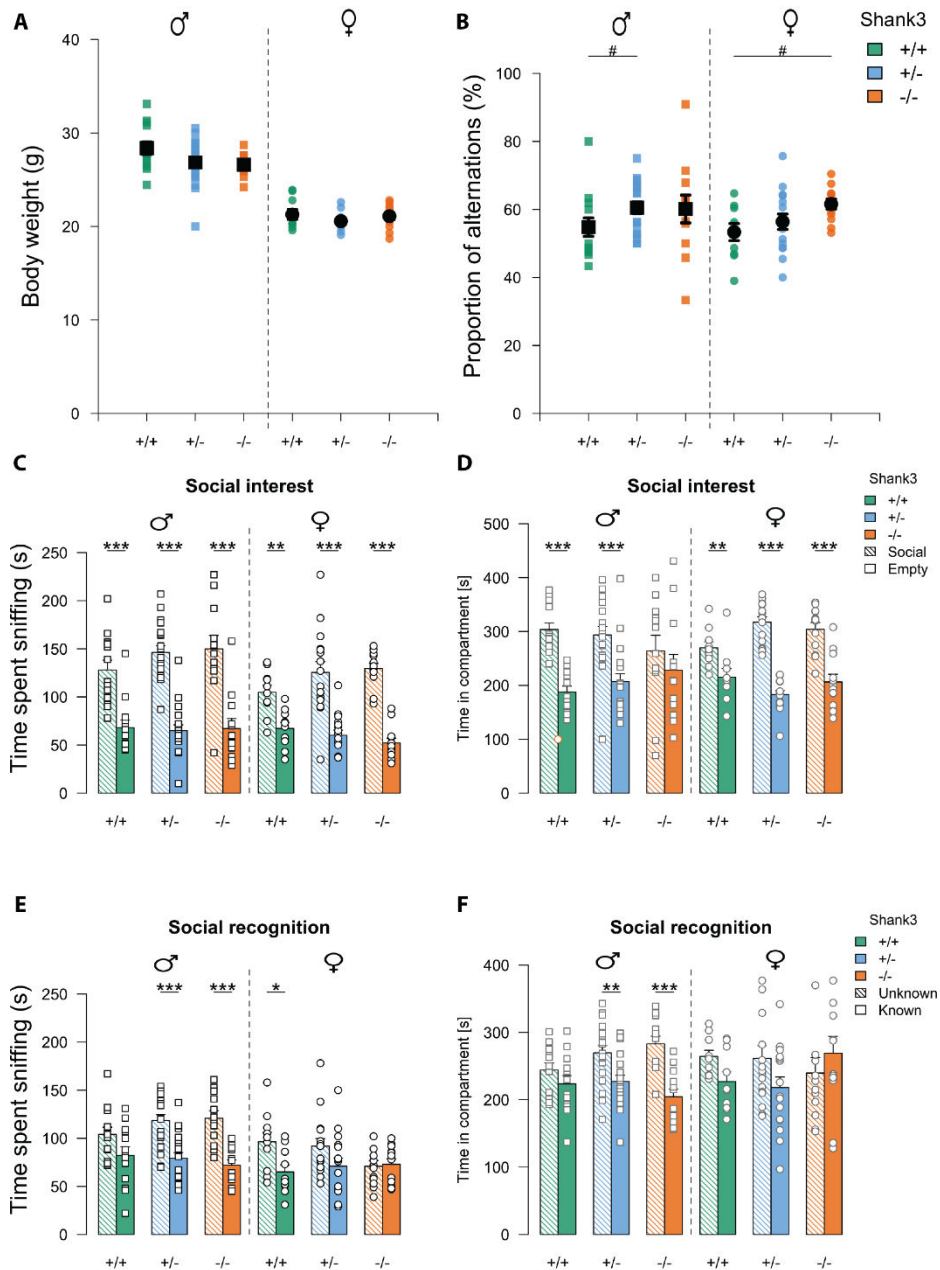 A
♂
♀
40
30
20
10
0
Body weight (g)
+/+ +/- -/- +/+ +/- -/-
B
♂
♀
Shank3
+/+
+/-
-/-
# #
100
80
60
40
20
0
Proportion of alternations (%)
+/+ +/- -/- +/+ +/- -/-
C
Social interest
♂ ♀
*** *** *** ** *** ***
250
200
150
100
50
0
Time spent sniffing (s)
+/+ +/- -/- +/+ +/- -/-
D
Social interest
♂ ♀
Shank3
+/+
+/-
-/-
Social
Empty
*** *** ** *** ***
500
400
300
200
100
0
Time in compartment [s]
+/+ +/- -/- +/+ +/- -/-
E
Social recognition
♂ ♀
*** *** *
250
200
150
100
50
0
Time spent sniffing (s)
+/+ +/- -/- +/+ +/- -/-
F
Social recognition
♂ ♀
Shank3
+/+
+/-
-/-
Unknown
Known
** ***
400
300
200
100
0
Time in compartment [s]
+/+ +/- -/- +/+ +/- -/-